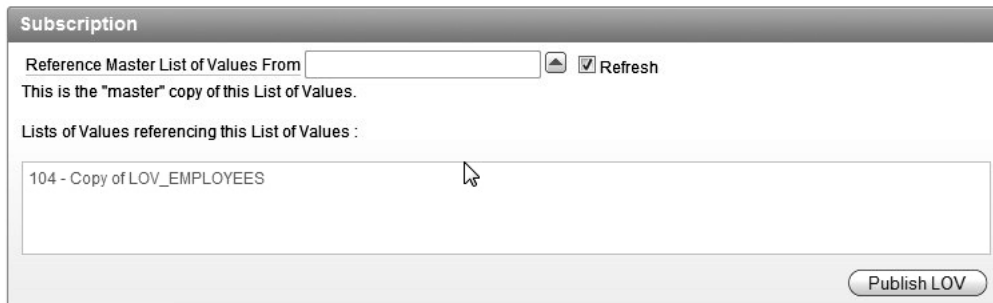 Subscription
Reference Master List of Values From Refresh
This is the "master" copy of this List of Values.
Lists of Values referencing this List of Values :
104 - Copy of LOV_EMPLOYEES
Publish LOV